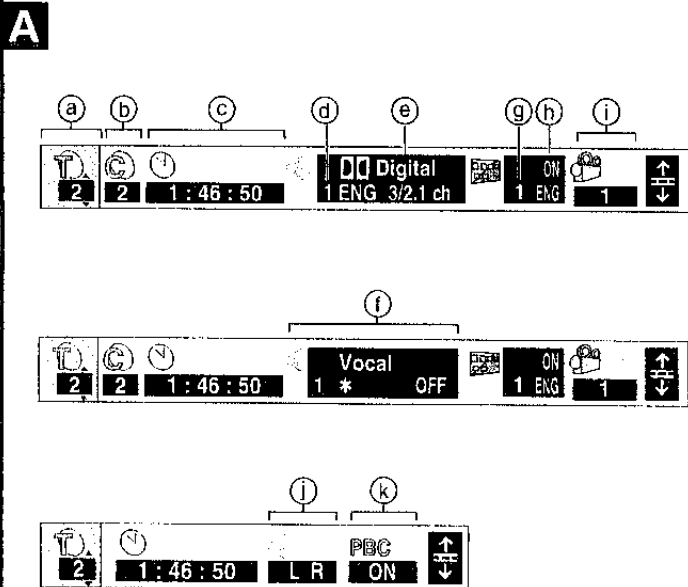 A
a b c d e g h i
T C DD Digital ON
2 2 1:46:50 1 ENG 3/2.1 ch 1 ENG 1
f
T C Vocal ON
2 2 1:46:50 1 * OFF 1 ENG 1
j k
T PBC
2 1:46:50 L R ON